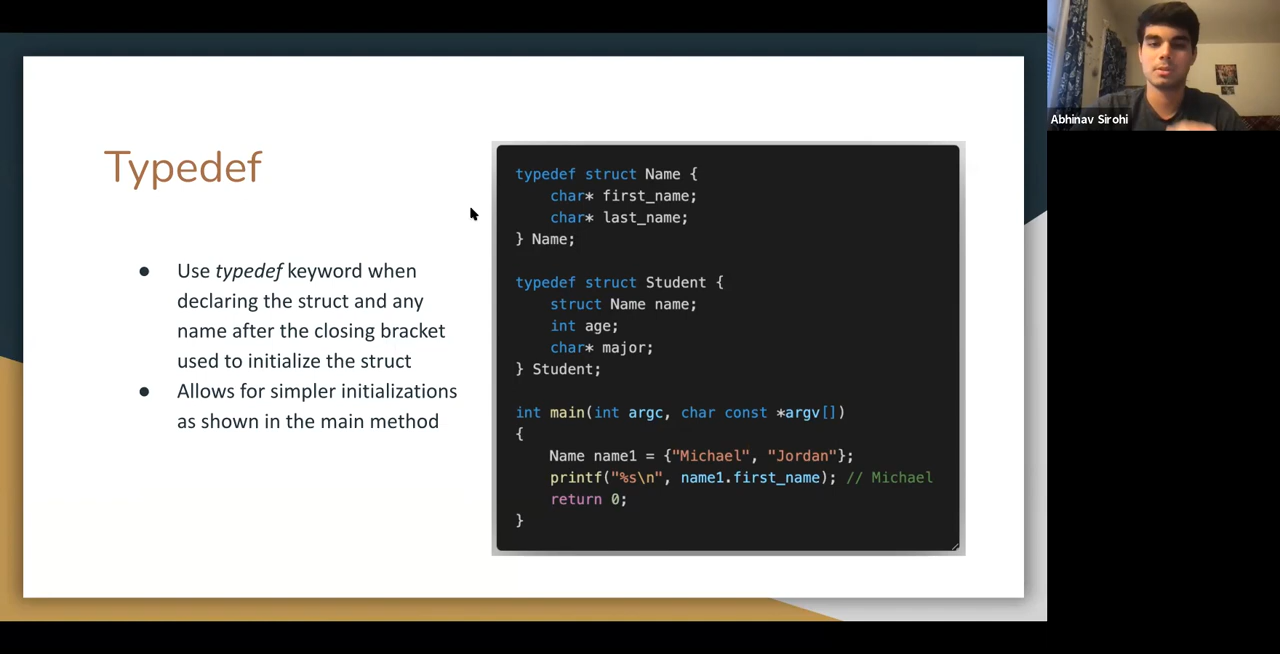 Typedef
● Use typedef keyword when
declaring the struct and any
name after the closing bracket
used to initialize the struct
● Allows for simpler initializations
as shown in the main method
typedef struct Name {
    char* first_name;
    char* last_name;
} Name;
typedef struct Student {
    struct Name name;
    int age;
    char* major;
} Student;
int main(int argc, char const *argv[])
{
    Name name1 = {"Michael", "Jordan"};
    printf("%s\n", name1.first_name); // Michael
    return 0;
}
Abhinav Sirohi